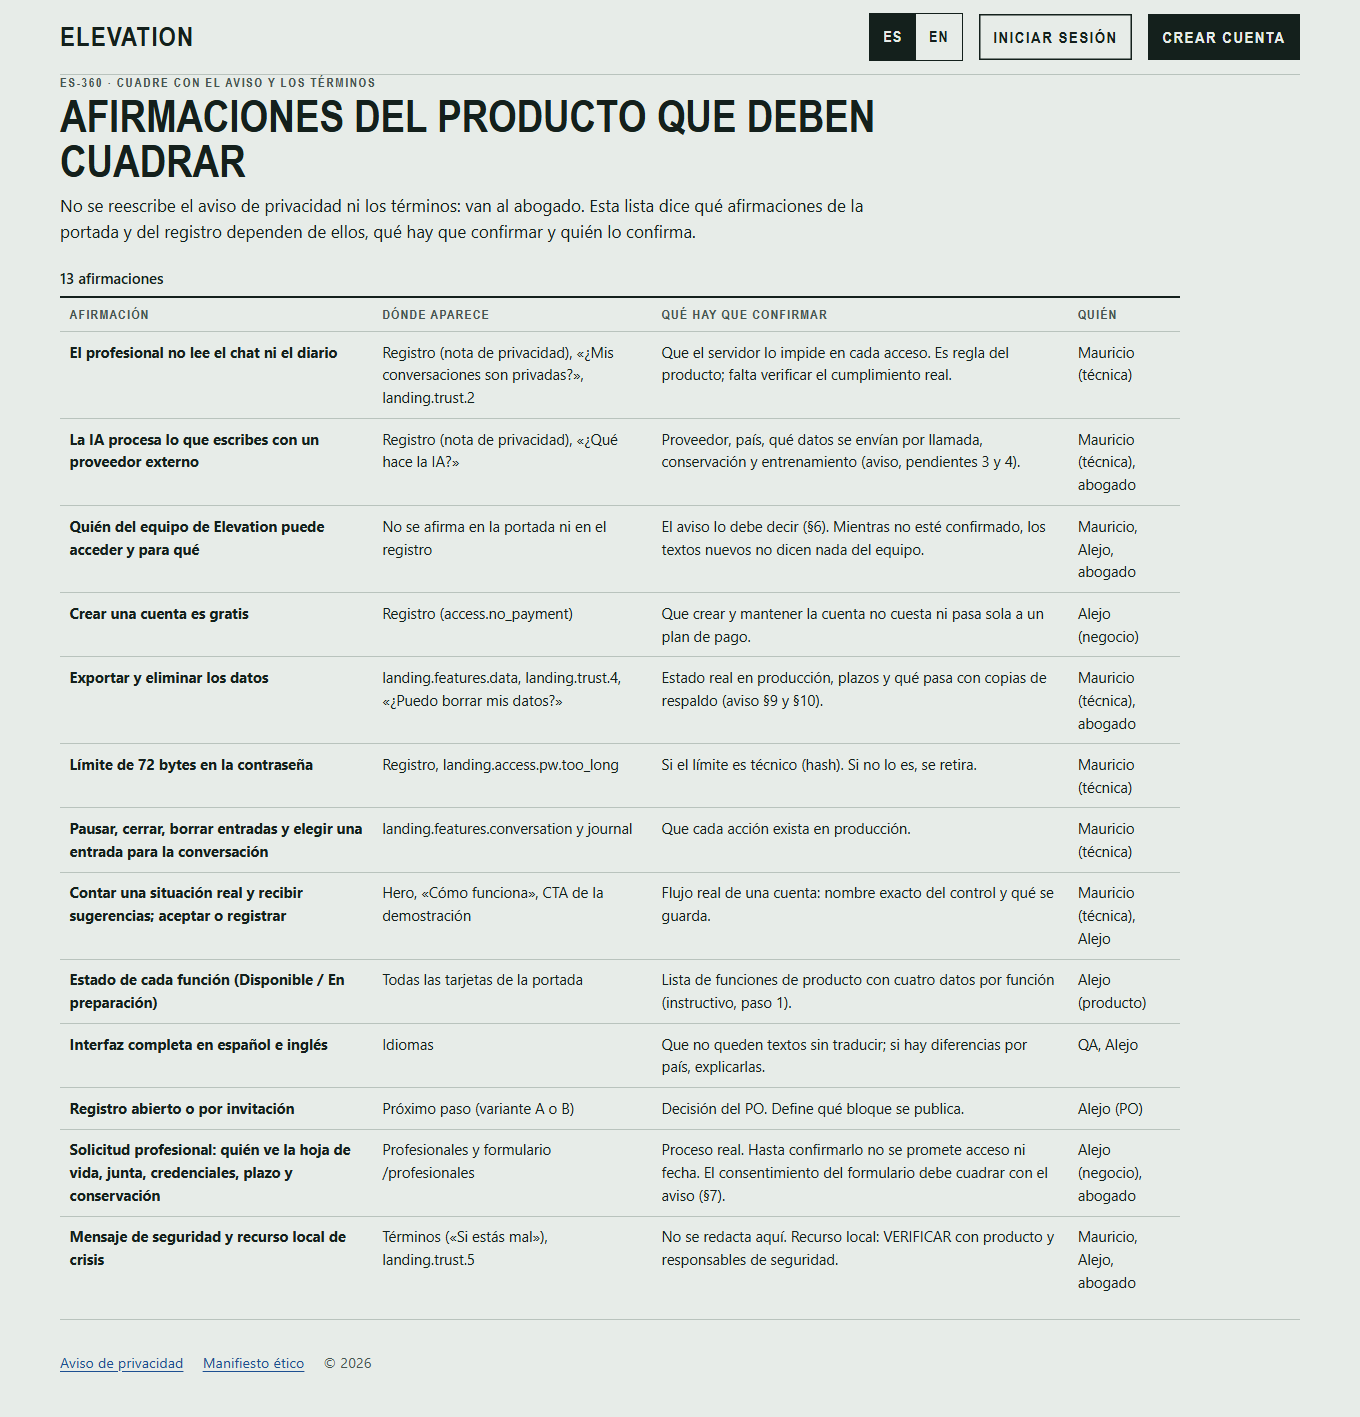 ELEVATION
ES
EN
INICIAR SESIÓN
CREAR CUENTA
ES-360 · CUADRE CON EL AVISO Y LOS TÉRMINOS
AFIRMACIONES DEL PRODUCTO QUE DEBEN
CUADRAR
No se reescribe el aviso de privacidad ni los términos: van al abogado. Esta lista dice qué afirmaciones de la
portada y del registro dependen de ellos, qué hay que confirmar y quién lo confirma.
13 afirmaciones
AFIRMACIÓN
DÓNDE APARECE
QUÉ HAY QUE CONFIRMAR
QUIÉN
El profesional no lee el chat ni el diario
Registro (nota de privacidad), «¿Mis
conversaciones son privadas?»,
landing.trust.2
Que el servidor lo impide en cada acceso. Es regla del
producto; falta verificar el cumplimiento real.
Mauricio
(técnica)
La IA procesa lo que escribes con un
proveedor externo
Registro (nota de privacidad), «¿Qué
hace la IA?»
Proveedor, país, qué datos se envían por llamada,
conservación y entrenamiento (aviso, pendientes 3 y 4).
Mauricio
(técnica),
abogado
Quién del equipo de Elevation puede
acceder y para qué
No se afirma en la portada ni en el
registro
El aviso lo debe decir (§6). Mientras no esté confirmado, los
textos nuevos no dicen nada del equipo.
Mauricio,
Alejo,
abogado
Crear una cuenta es gratis
Registro (access.no_payment)
Que crear y mantener la cuenta no cuesta ni pasa sola a un
plan de pago.
Alejo
(negocio)
Exportar y eliminar los datos
landing.features.data, landing.trust.4,
«¿Puedo borrar mis datos?»
Estado real en producción, plazos y qué pasa con copias de
respaldo (aviso §9 y §10).
Mauricio
(técnica),
abogado
Límite de 72 bytes en la contraseña
Registro, landing.access.pw.too_long
Si el límite es técnico (hash). Si no lo es, se retira.
Mauricio
(técnica)
Pausar, cerrar, borrar entradas y elegir una
entrada para la conversación
landing.features.conversation y journal
Que cada acción exista en producción.
Mauricio
(técnica)
Contar una situación real y recibir
sugerencias; aceptar o registrar
Hero, «Cómo funciona», CTA de la
demostración
Flujo real de una cuenta: nombre exacto del control y qué se
guarda.
Mauricio
(técnica),
Alejo
Estado de cada función (Disponible / En
preparación)
Todas las tarjetas de la portada
Lista de funciones de producto con cuatro datos por función
(instructivo, paso 1).
Alejo
(producto)
Interfaz completa en español e inglés
Idiomas
Que no queden textos sin traducir; si hay diferencias por
país, explicarlas.
QA, Alejo
Registro abierto o por invitación
Próximo paso (variante A o B)
Decisión del PO. Define qué bloque se publica.
Alejo (PO)
Solicitud profesional: quién ve la hoja de
vida, junta, credenciales, plazo y
conservación
Profesionales y formulario
/profesionales
Proceso real. Hasta confirmarlo no se promete acceso ni
fecha. El consentimiento del formulario debe cuadrar con el
aviso (§7).
Alejo
(negocio),
abogado
Mensaje de seguridad y recurso local de
crisis
Términos («Si estás mal»),
landing.trust.5
No se redacta aquí. Recurso local: VERIFICAR con producto y
responsables de seguridad.
Mauricio,
Alejo,
abogado
Aviso de privacidad
Manifiesto ético
© 2026